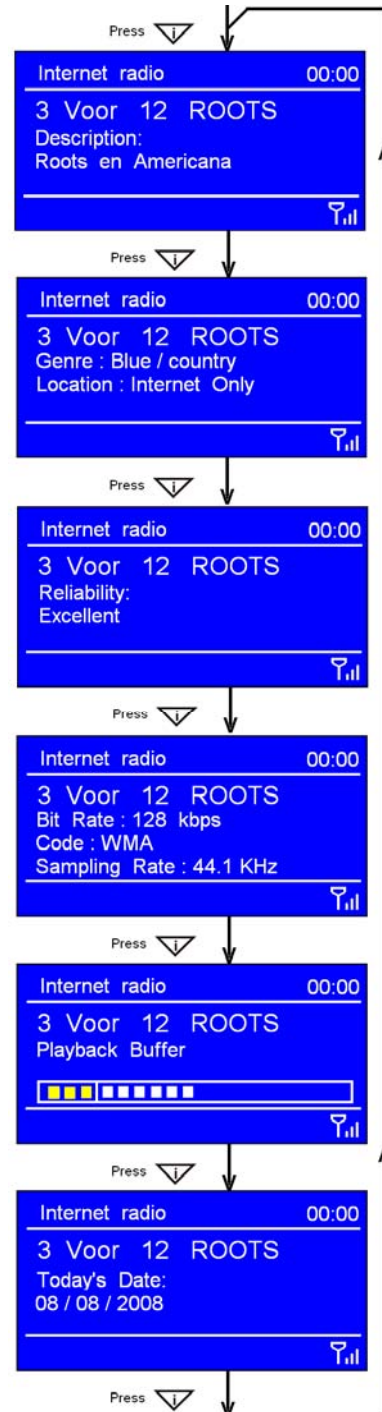 Press i
Internet radio 00:00
3 Voor 12 ROOTS
Description:
Roots en Americana
Press i
Internet radio 00:00
3 Voor 12 ROOTS
Genre : Blue / country
Location : Internet Only
Press i
Internet radio 00:00
3 Voor 12 ROOTS
Reliability:
Excellent
Press i
Internet radio 00:00
3 Voor 12 ROOTS
Bit Rate : 128 kbps
Code : WMA
Sampling Rate : 44.1 KHz
Press i
Internet radio 00:00
3 Voor 12 ROOTS
Playback Buffer
Press i
Internet radio 00:00
3 Voor 12 ROOTS
Today's Date:
08 / 08 / 2008
Press i